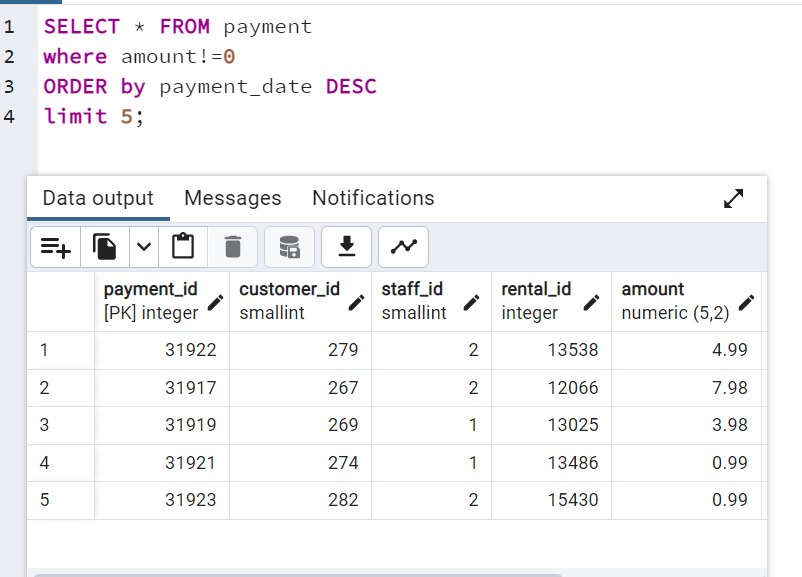 1 SELECT * FROM payment
2 where amount!=0
3 ORDER by payment_date DESC
4 limit 5;
Data output Messages Notifications
payment_id customer_id staff_id rental_id amount
[PK] integer smallint smallint integer numeric (5,2)
1 31922 279 2 13538 4.99
2 31917 267 2 12066 7.98
3 31919 269 1 13025 3.98
4 31921 274 1 13486 0.99
5 31923 282 2 15430 0.99